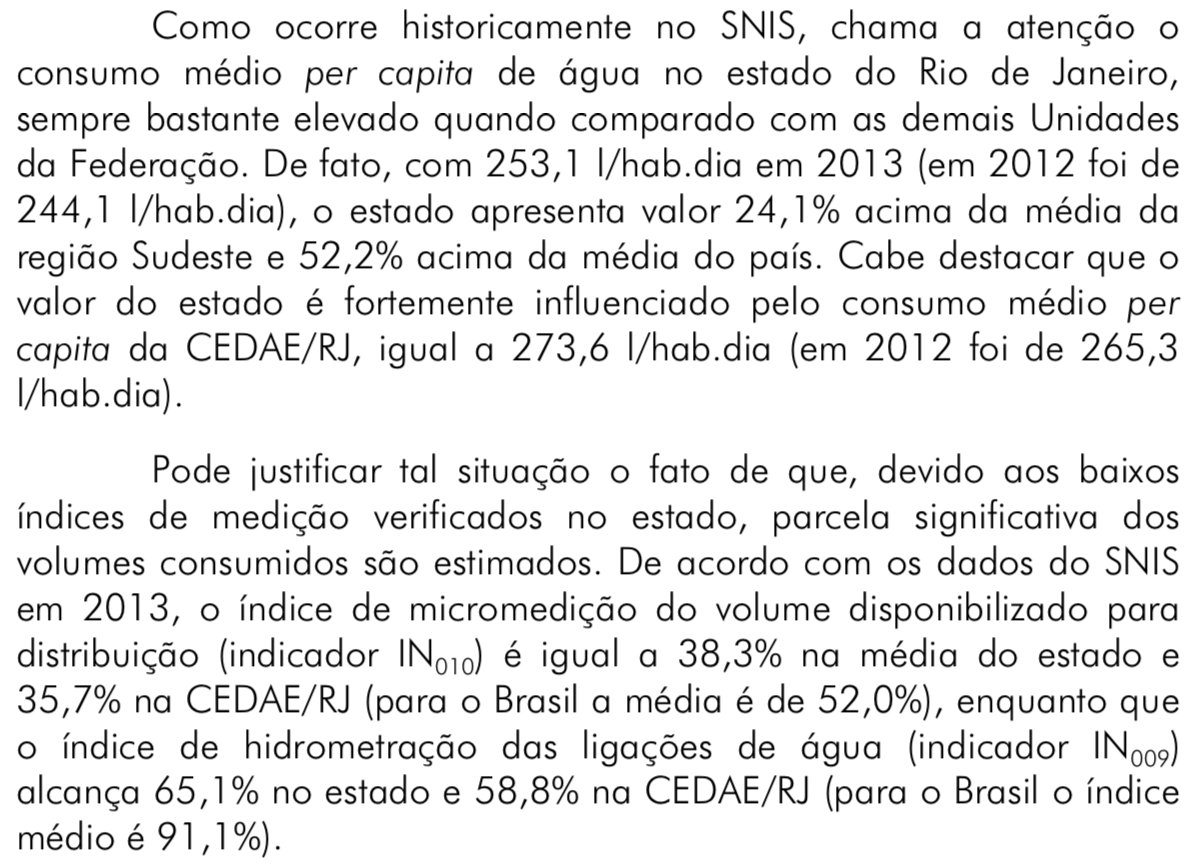 Como ocorre historicamente no SNIS, chama a atenção o
consumo médio per capita de água no estado do Rio de Janeiro,
sempre bastante elevado quando comparado com as demais Unidades
da Federação. De fato, com 253,1 l/hab.dia em 2013 (em 2012 foi de
244,1 l/hab.dia), o estado apresenta valor 24,1% acima da média da
região Sudeste e 52,2% acima da média do país. Cabe destacar que o
valor do estado é fortemente influenciado pelo consumo médio per
capita da CEDAE/RJ, igual a 273,6 l/hab.dia (em 2012 foi de 265,3
l/hab.dia).
Pode justificar tal situação o fato de que, devido aos baixos
índices de medição verificados no estado, parcela significativa dos
volumes consumidos são estimados. De acordo com os dados do SNIS
em 2013, o índice de micromedição do volume disponibilizado para
distribuição (indicador IN010) é igual a 38,3% na média do estado e
35,7% na CEDAE/RJ (para o Brasil a média é de 52,0%), enquanto que
o índice de hidrometração das ligações de água (indicador IN009)
alcança 65,1% no estado e 58,8% na CEDAE/RJ (para o Brasil o índice
médio é 91,1%).